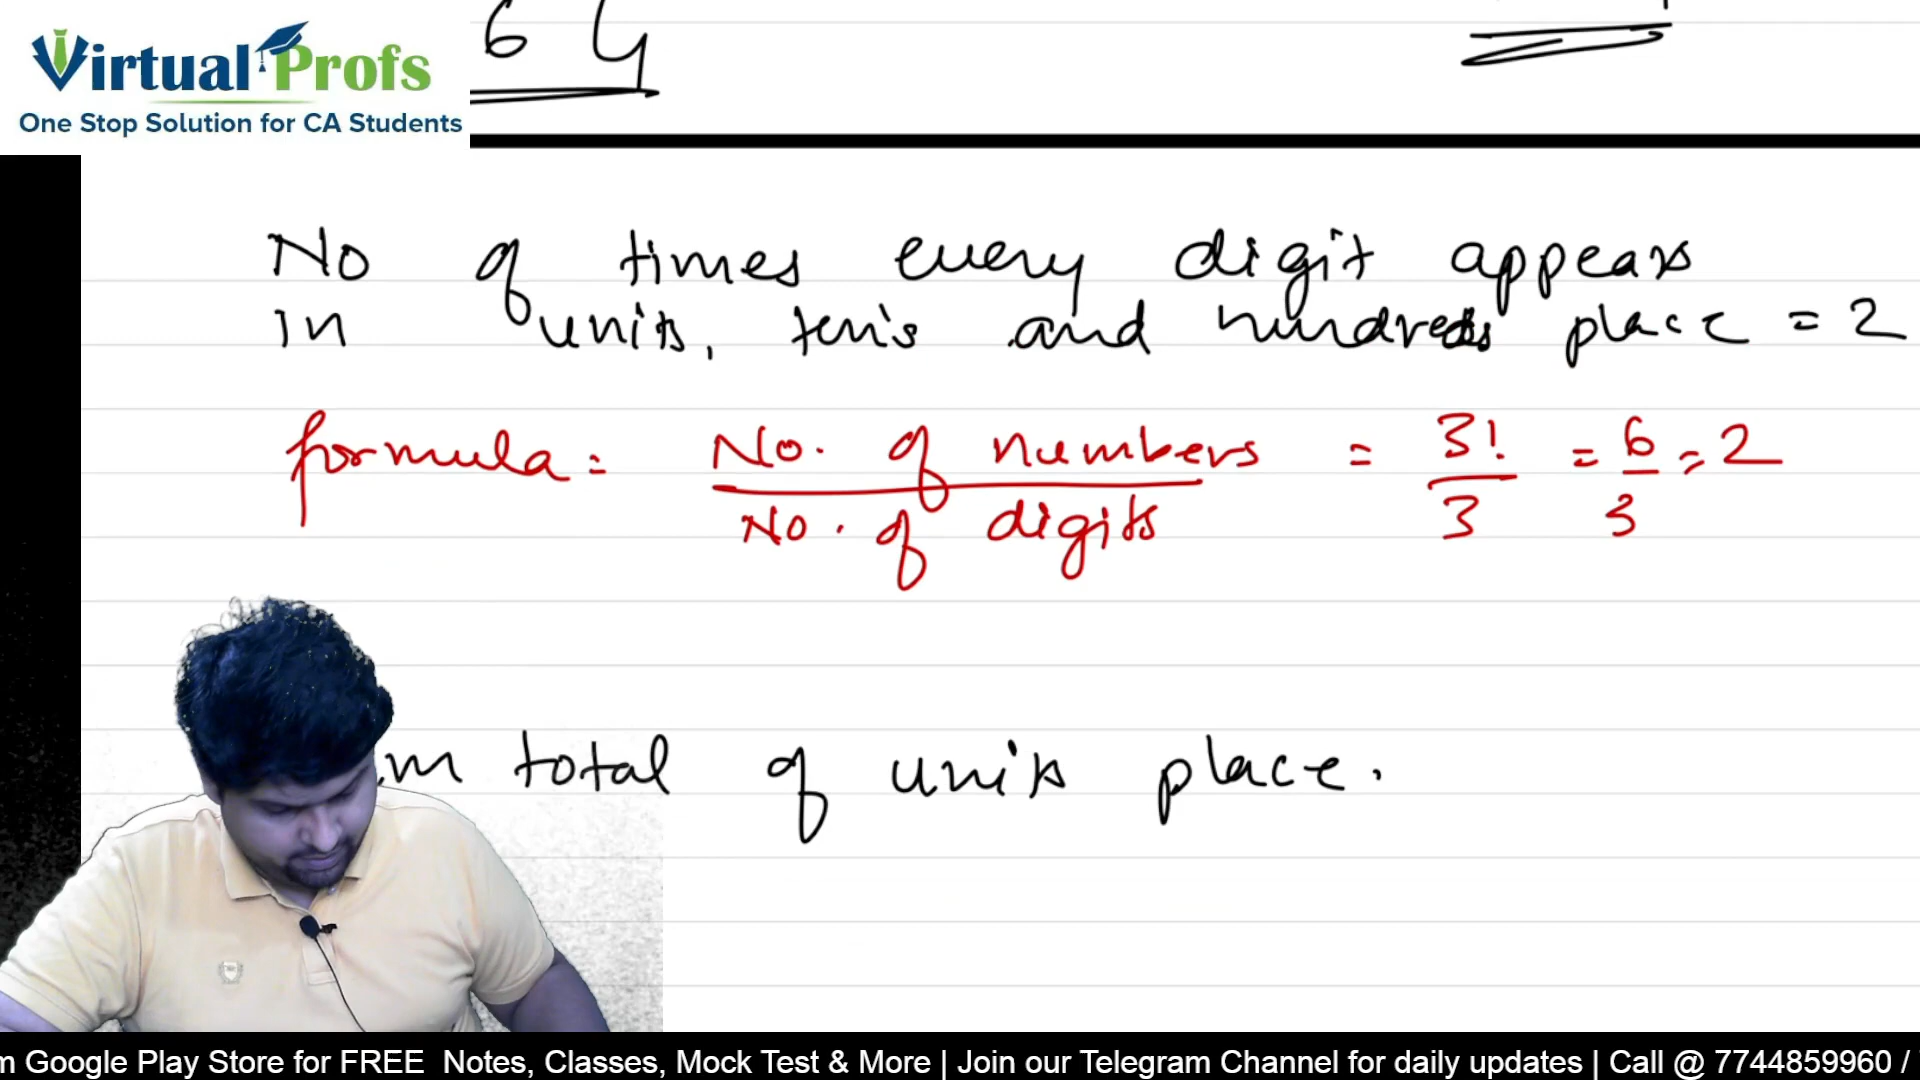 Virtual Profs
One Stop Solution for CA Students
64
No of times every digit appears
in units, ten's and hundreds place = 2
formula = No. of numbers / No. of digits = 3! / 3 = 6 / 3 = 2
total of units place.
m Google Play Store for FREE Notes, Classes, Mock Test & More | Join our Telegram Channel for daily updates | Call @ 7744859960 /